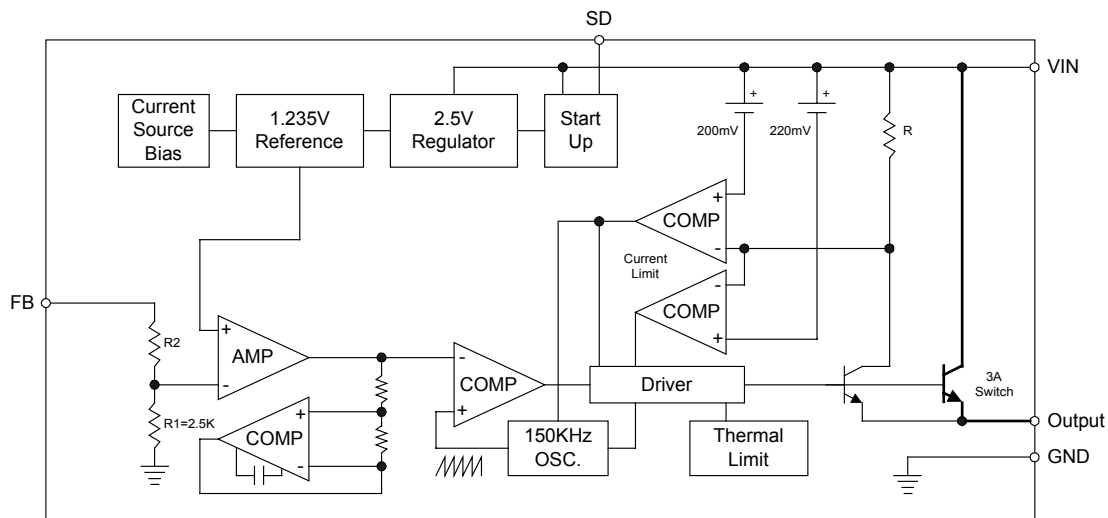 SD
VIN
Current
Source
Bias
1.235V
Reference
2.5V
Regulator
Start
Up
+
200mV
+
220mV
R
+
COMP
-
Current
Limit
-
COMP
+
FB
R2
+
AMP
-
R1=2.5K
+
COMP
-
-
COMP
+
Driver
3A
Switch
150KHz
OSC.
Thermal
Limit
Output
GND